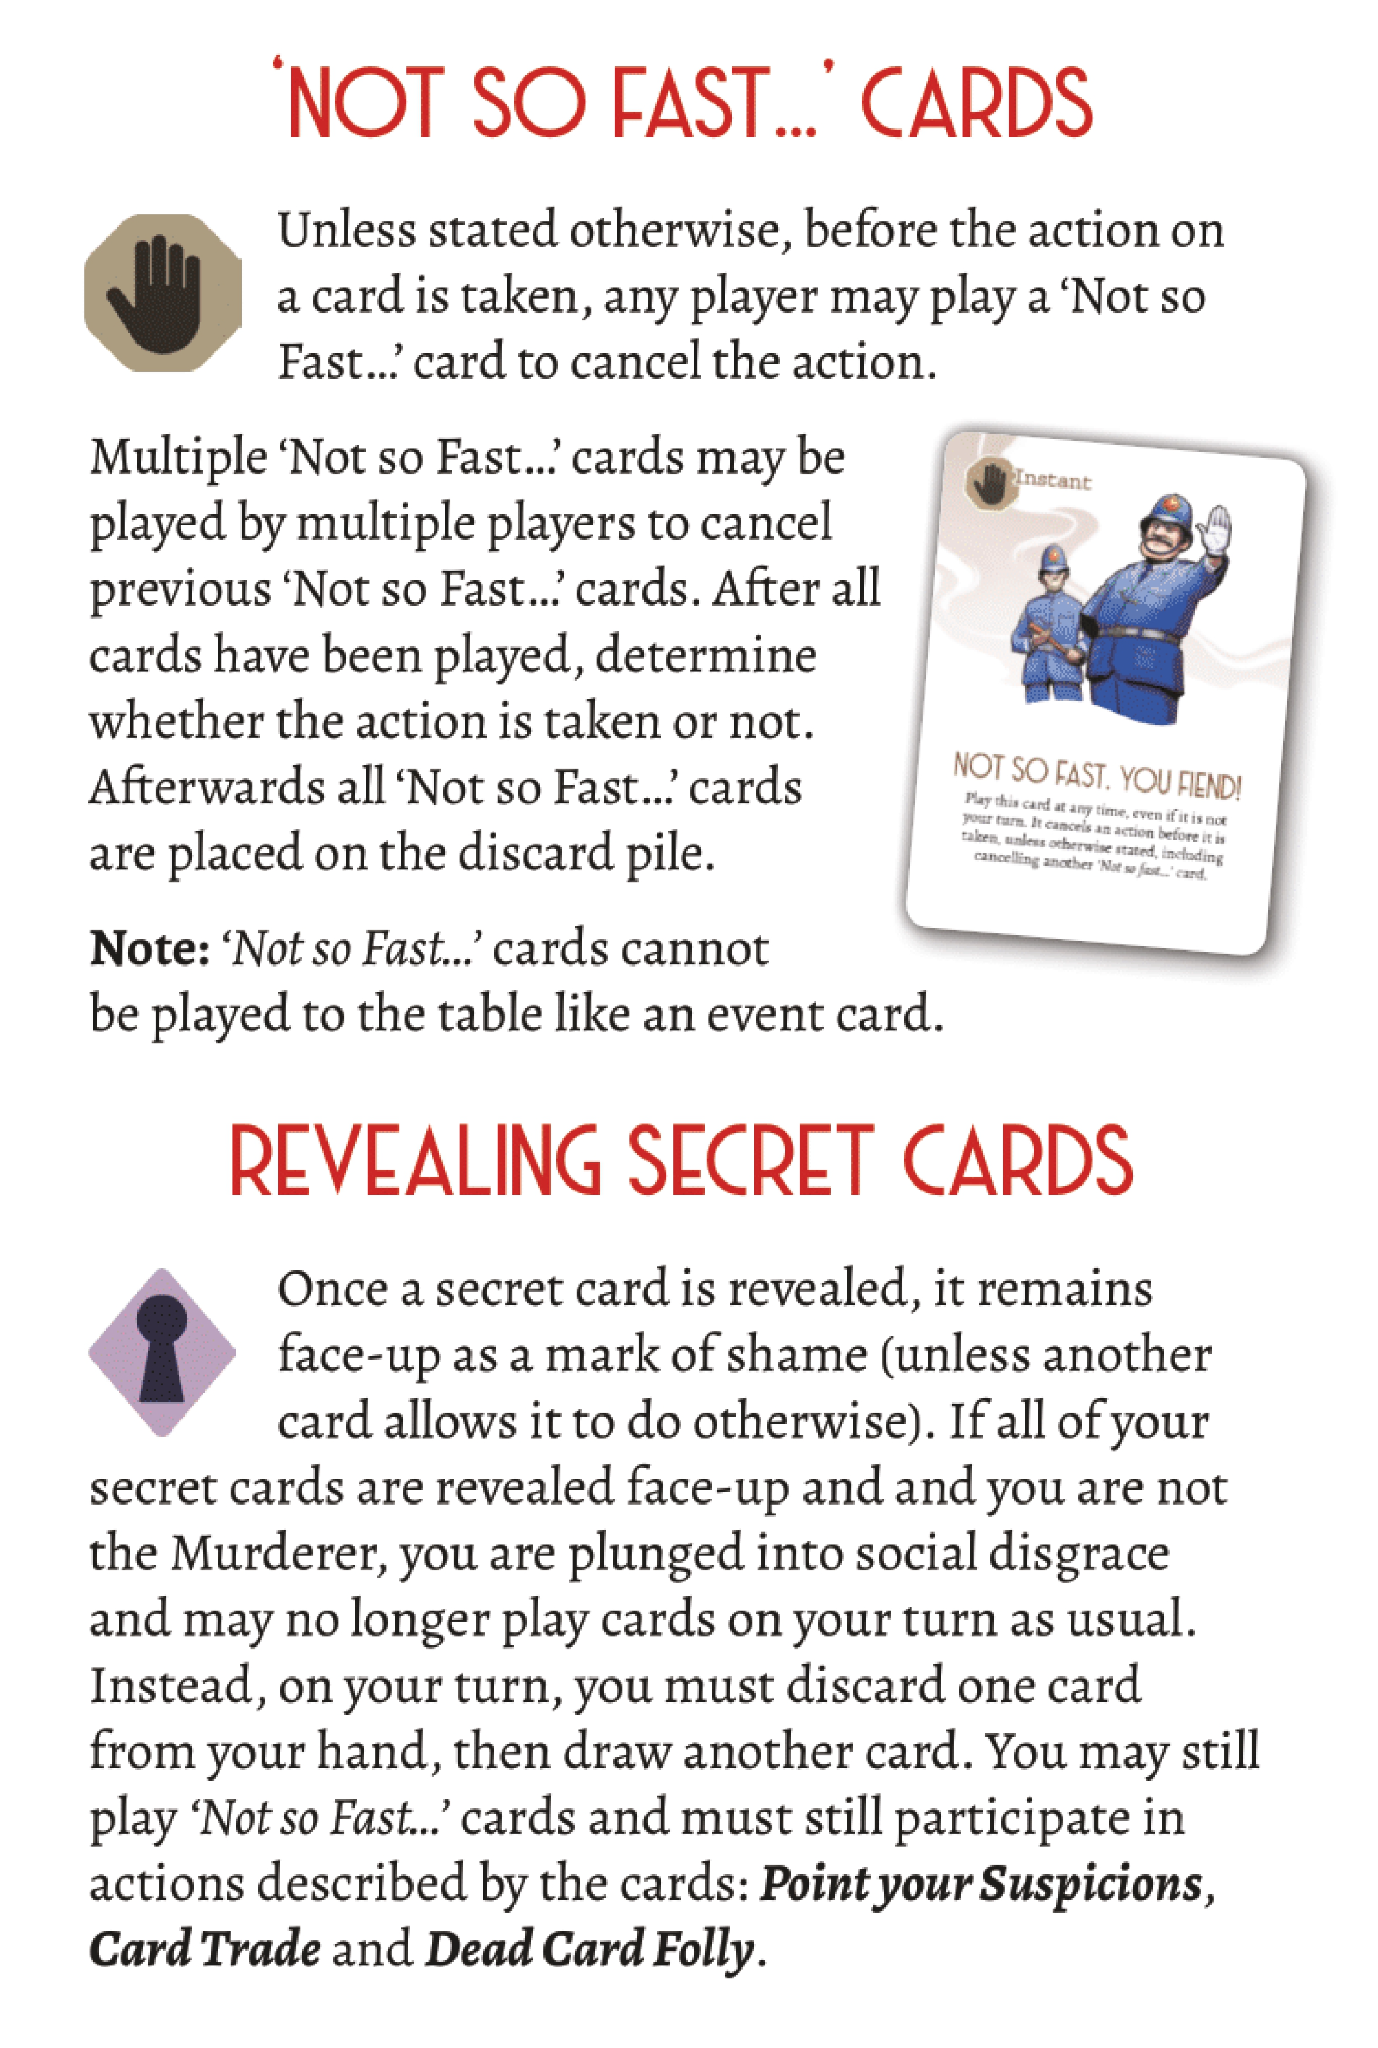 ‘NOT SO FAST...’ CARDS
Unless stated otherwise, before the action on
a card is taken, any player may play a ‘Not so
Fast...’ card to cancel the action.
Multiple ‘Not so Fast...’ cards may be
played by multiple players to cancel
previous ‘Not so Fast...’ cards. After all
cards have been played, determine
whether the action is taken or not.
Afterwards all ‘Not so Fast...’ cards
are placed on the discard pile.
Instant
NOT SO FAST, YOU FIEND!
Play this card at any time, even if it is not
your turn. It cancels an action before it is
taken, unless otherwise stated, including
cancelling another ‘Not so fast...’ card.
Note: ‘Not so Fast...’ cards cannot
be played to the table like an event card.
REVEALING SECRET CARDS
Once a secret card is revealed, it remains
face-up as a mark of shame (unless another
card allows it to do otherwise). If all of your
secret cards are revealed face-up and and you are not
the Murderer, you are plunged into social disgrace
and may no longer play cards on your turn as usual.
Instead, on your turn, you must discard one card
from your hand, then draw another card. You may still
play ‘Not so Fast...’ cards and must still participate in
actions described by the cards: Point your Suspicions,
Card Trade and Dead Card Folly.